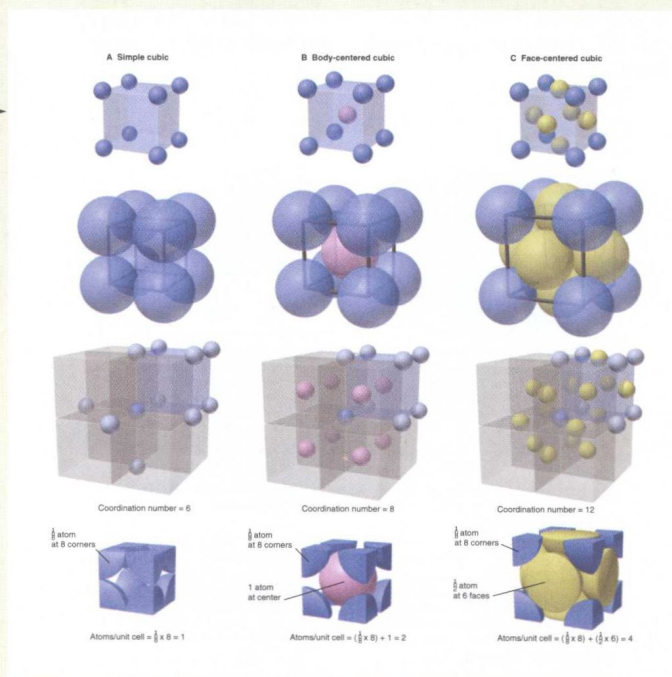 A Simple cubic
B Body-centered cubic
C Face-centered cubic
Coordination number = 6
Coordination number = 8
Coordination number = 12
1/8 atom
at 8 corners
1/8 atom
at 8 corners
1 atom
at center
1/8 atom
at 8 corners
1/2 atom
at 6 faces
Atoms/unit cell = 1/8 x 8 = 1
Atoms/unit cell = (1/8 x 8) + 1 = 2
Atoms/unit cell = (1/8 x 8) + (1/2 x 6) = 4